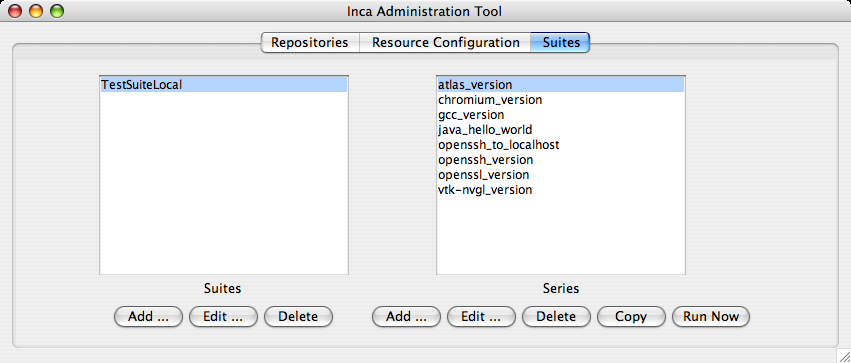 Inca Administration Tool
Repositories Resource Configuration Suites
TestSuiteLocal
atlas_version
chromium_version
gcc_version
java_hello_world
openssh_to_localhost
openssh_version
openssl_version
vtk-nvgl_version
Suites
Series
Add ... Edit ... Delete
Add ... Edit ... Delete Copy Run Now